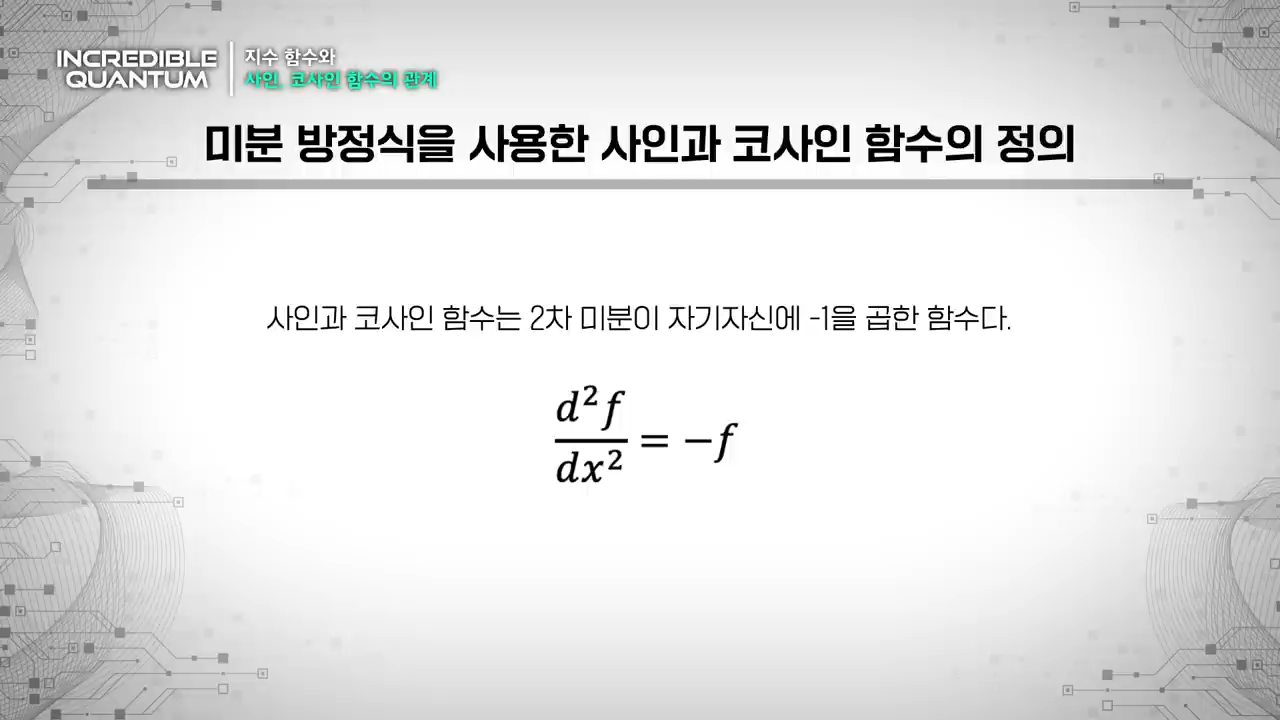 INCREDIBLE
QUANTUM
지수 함수와
사인, 코사인 함수의 관계
미분 방정식을 사용한 사인과 코사인 함수의 정의
사인과 코사인 함수는 2차 미분이 자기자신에 -1을 곱한 함수다.
d²f/dx² = −f